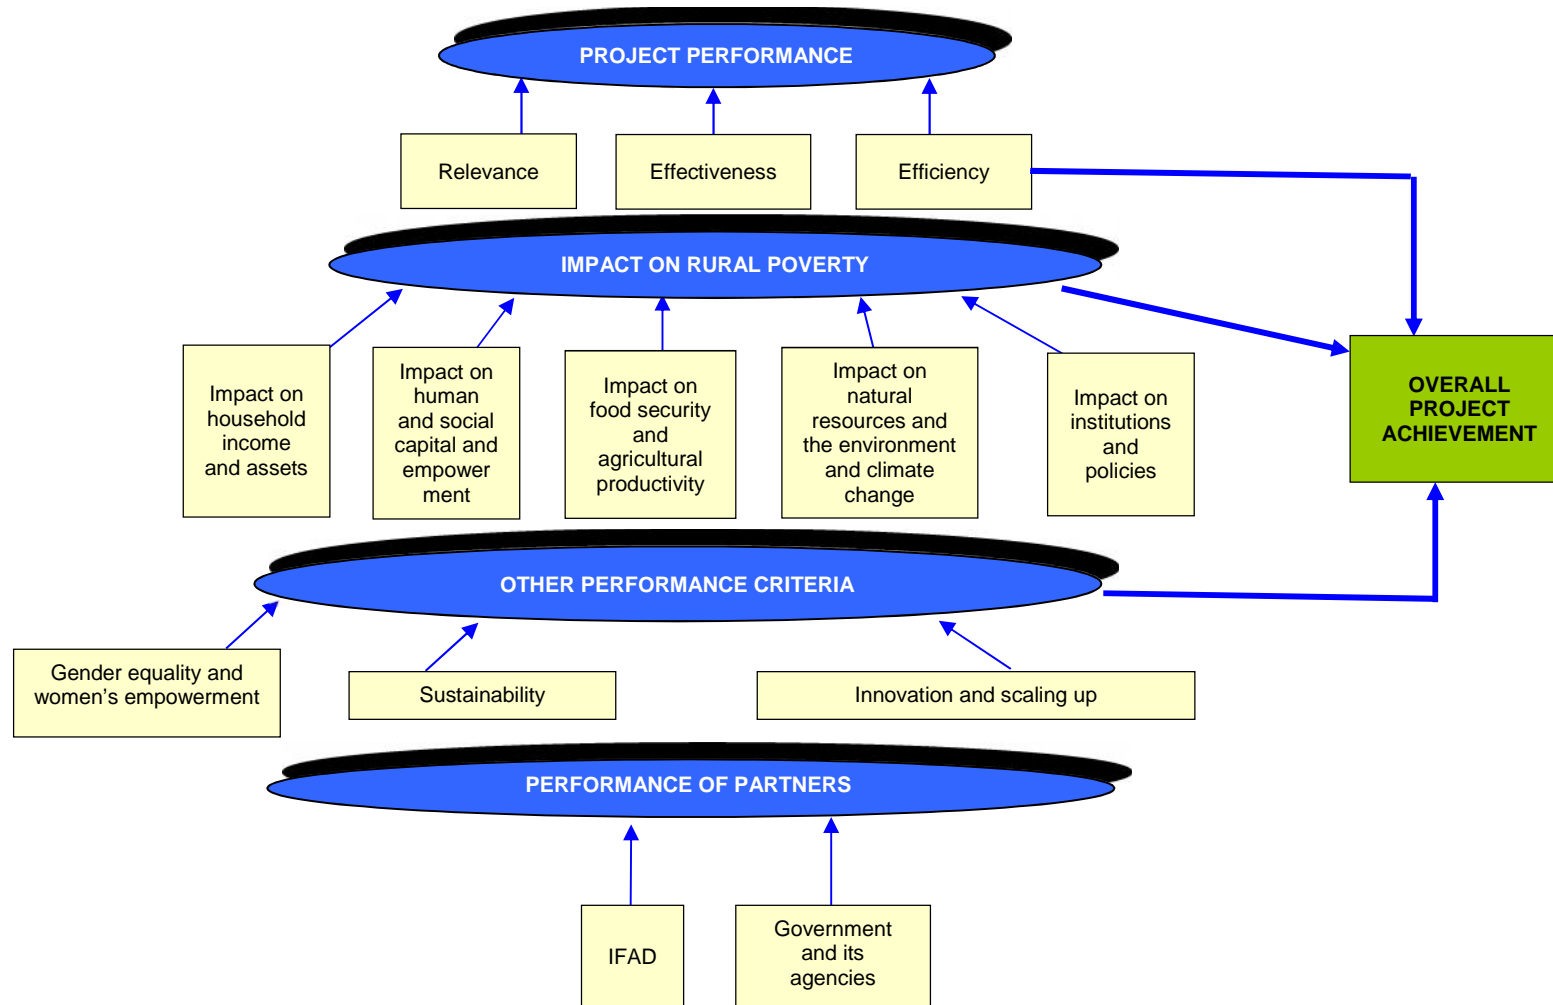 PROJECT PERFORMANCE
Relevance
Effectiveness
Efficiency
IMPACT ON RURAL POVERTY
Impact on
household
income
and assets
Impact on
human
and social
capital and
empower
ment
Impact on
food security
and
agricultural
productivity
Impact on
natural
resources and
the environment
and climate
change
Impact on
institutions
and
policies
OVERALL
PROJECT
ACHIEVEMENT
OTHER PERFORMANCE CRITERIA
Gender equality and
women’s empowerment
Sustainability
Innovation and scaling up
PERFORMANCE OF PARTNERS
IFAD
Government
and its
agencies